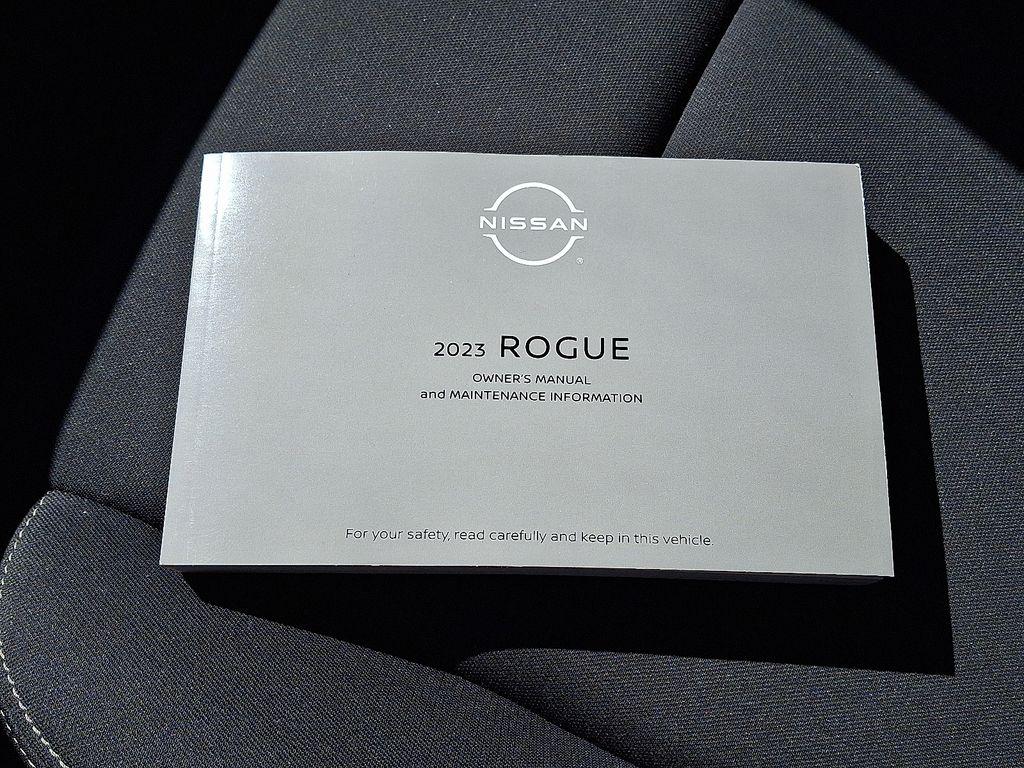 NISSAN
®
2023 ROGUE
OWNER'S MANUAL
and MAINTENANCE INFORMATION
For your safety, read carefully and keep in this vehicle.